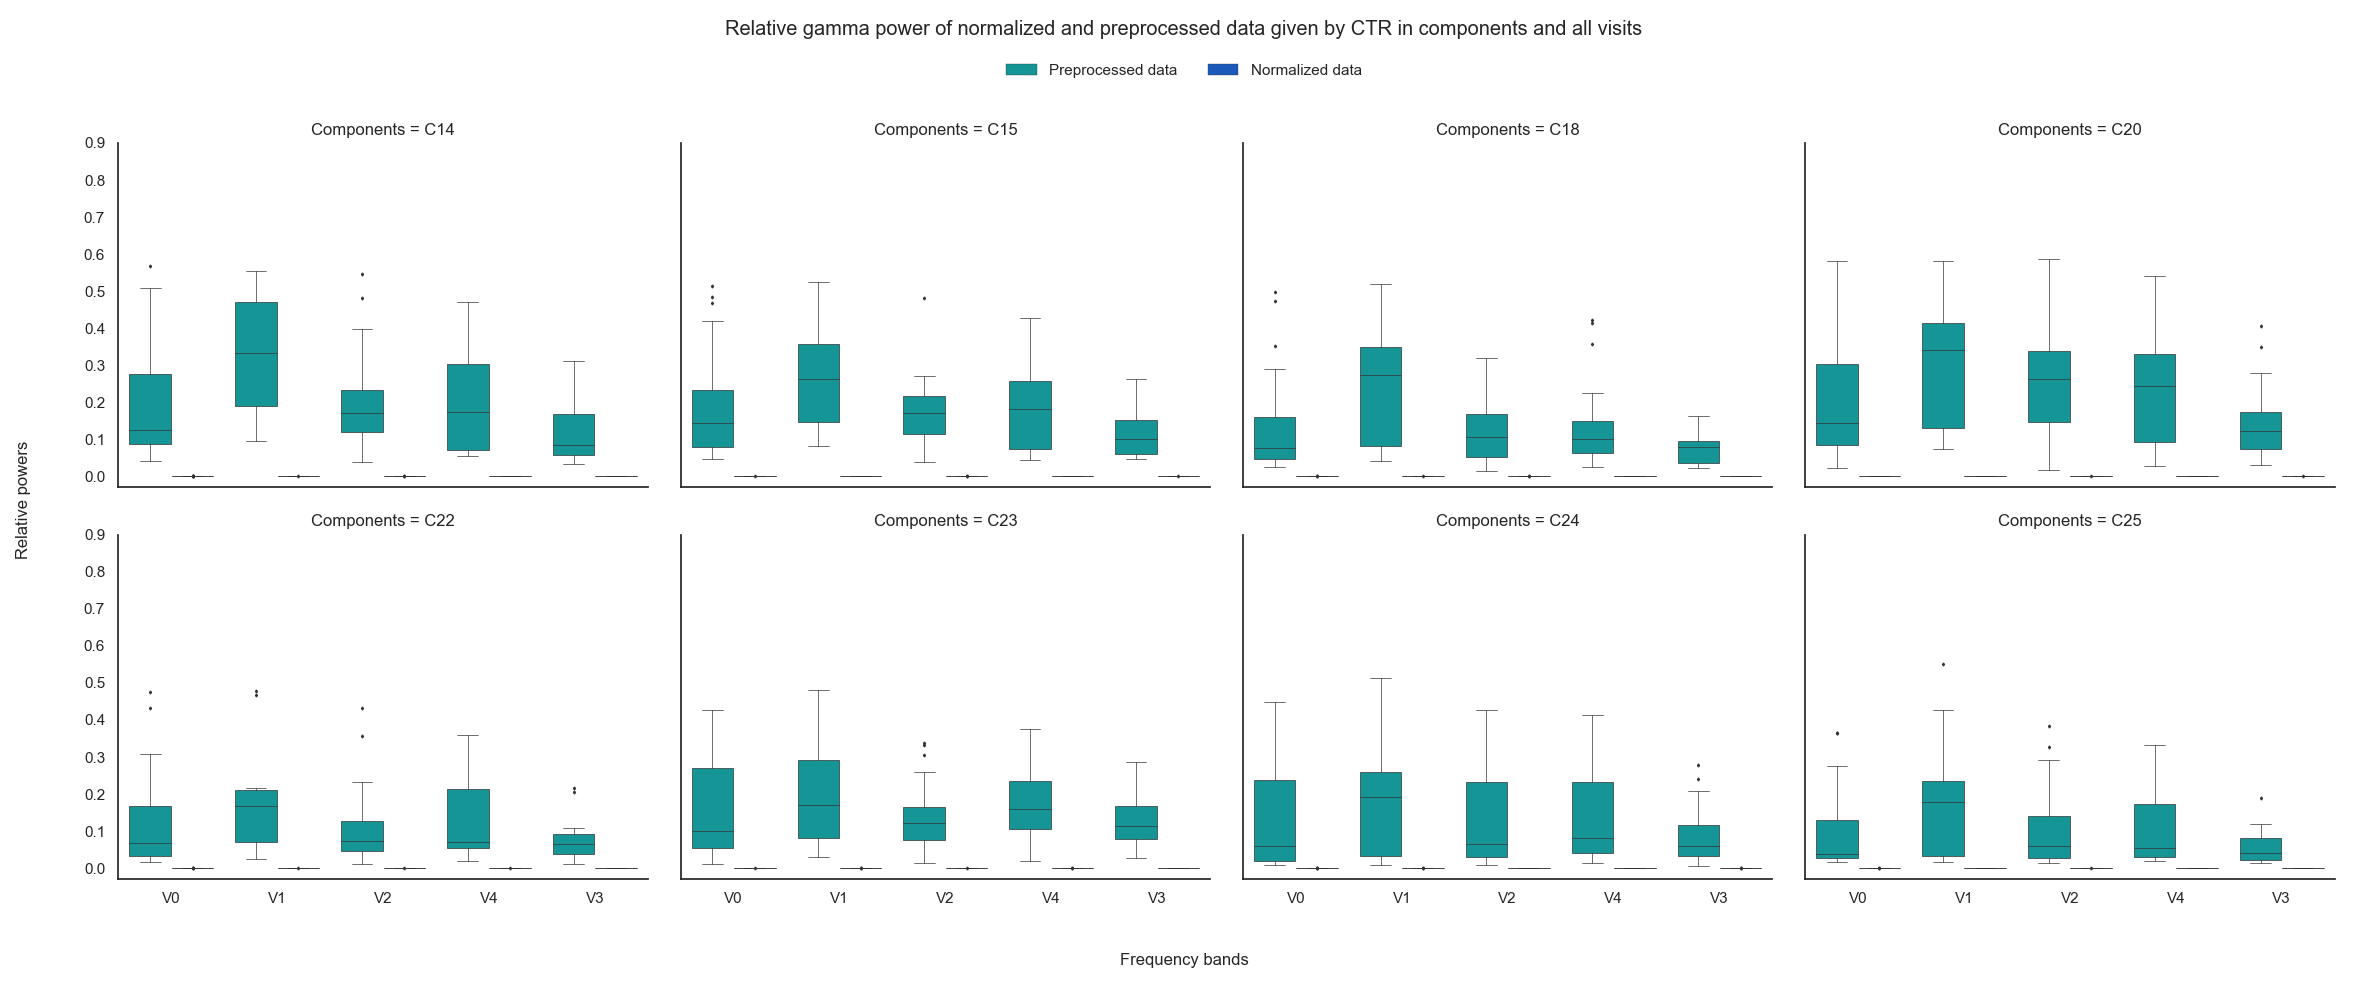 Relative gamma power of normalized and preprocessed data given by CTR in components and all visits
Preprocessed data Normalized data
Components = C14 Components = C15 Components = C18 Components = C20
0.9
0.8
0.7
0.6
0.5
0.4
0.3
0.2
0.1
0.0
Relative powers
Components = C22 Components = C23 Components = C24 Components = C25
0.9
0.8
0.7
0.6
0.5
0.4
0.3
0.2
0.1
0.0
V0 V1 V2 V4 V3 V0 V1 V2 V4 V3 V0 V1 V2 V4 V3 V0 V1 V2 V4 V3
Frequency bands